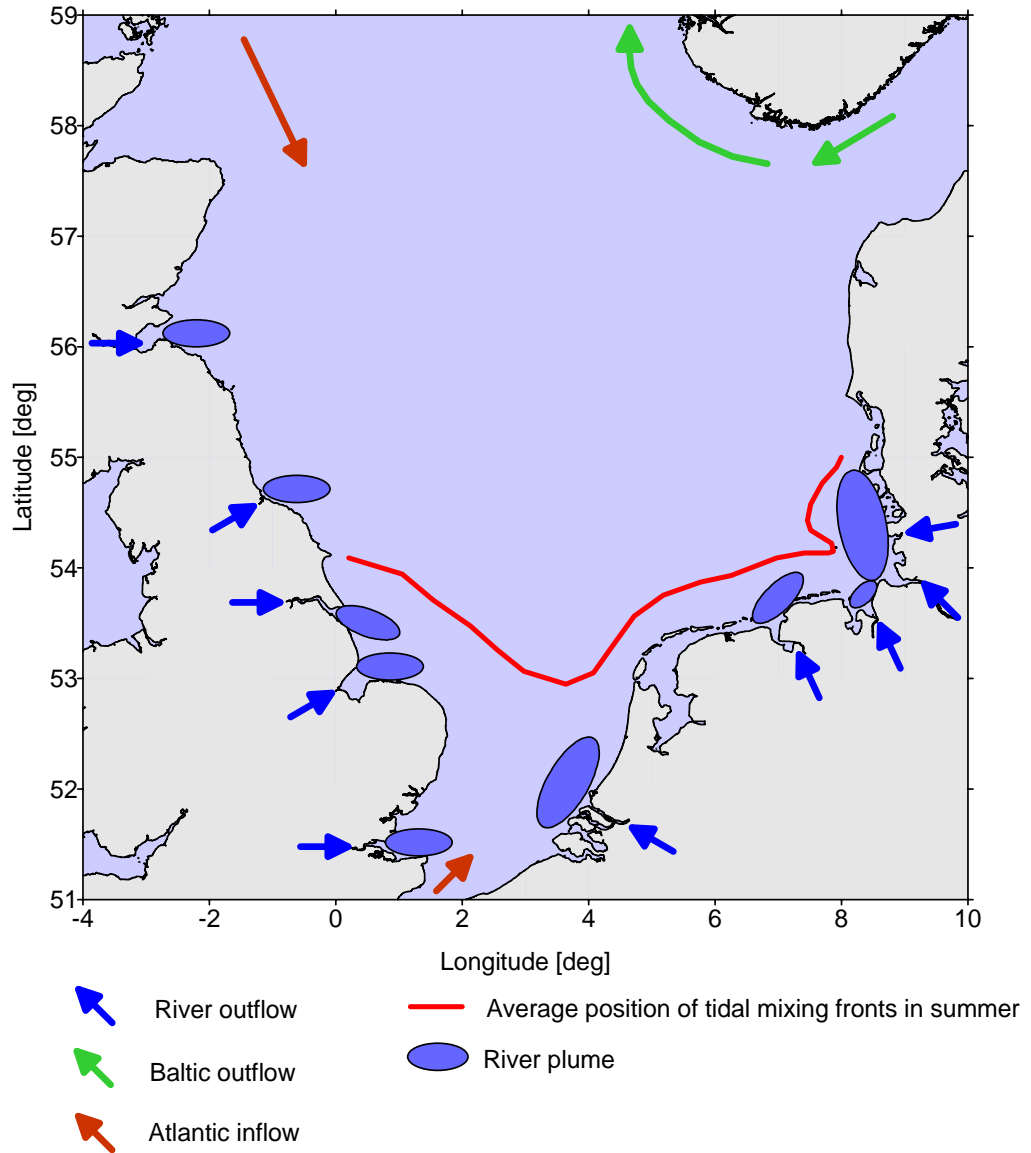 59
58
57
56
55
54
53
52
51
Latitude [deg]
-4 -2 0 2 4 6 8 10
Longitude [deg]
River outflow
Average position of tidal mixing fronts in summer
Baltic outflow
River plume
Atlantic inflow